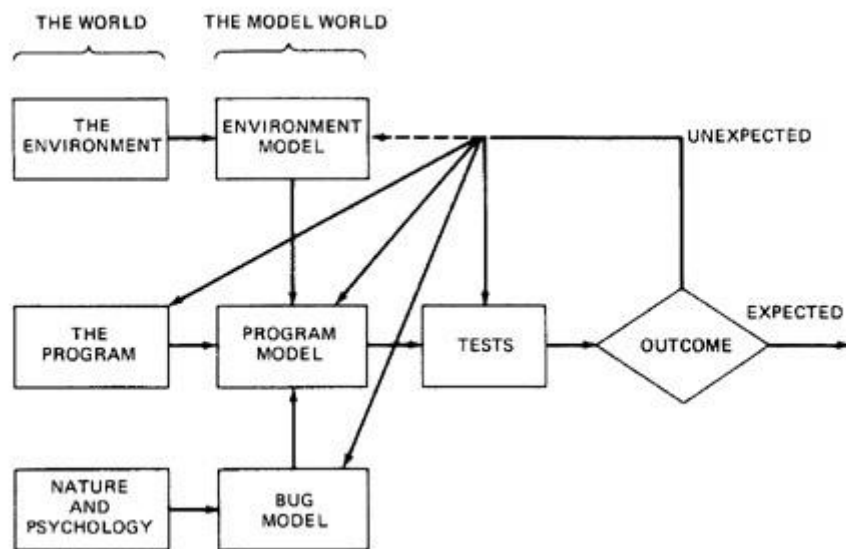 THE WORLD
THE MODEL WORLD
THE
ENVIRONMENT
ENVIRONMENT
MODEL
UNEXPECTED
THE
PROGRAM
PROGRAM
MODEL
TESTS
OUTCOME
EXPECTED
NATURE
AND
PSYCHOLOGY
BUG
MODEL